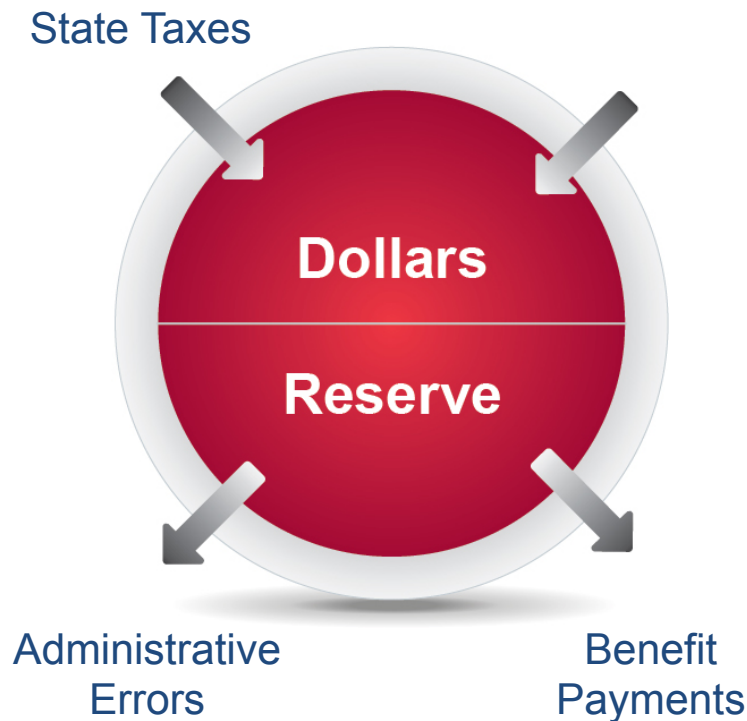 State Taxes
Dollars
Reserve
Administrative
Errors
Benefit
Payments